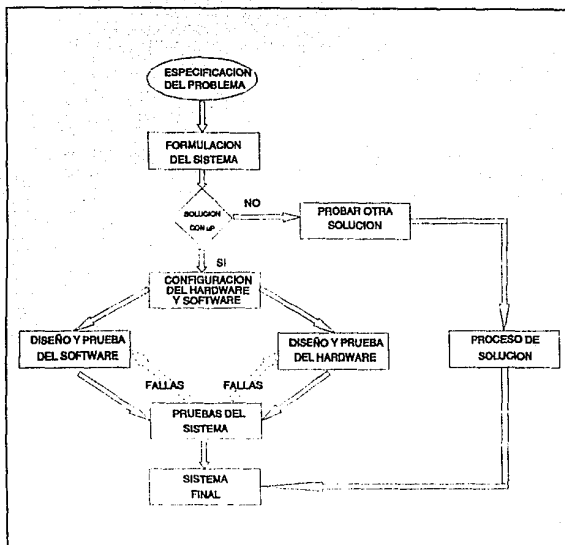 ESPECIFICACION
DEL PROBLEMA
FORMULACION
DEL SISTEMA
SOLUCION
CON uP
NO
PROBAR OTRA
SOLUCION
SI
CONFIGURACION
DEL HARDWARE
Y SOFTWARE
DISEÑO Y PRUEBA
DEL SOFTWARE
DISEÑO Y PRUEBA
DEL HARDWARE
PROCESO DE
SOLUCION
FALLAS
FALLAS
PRUEBAS DEL
SISTEMA
SISTEMA
FINAL